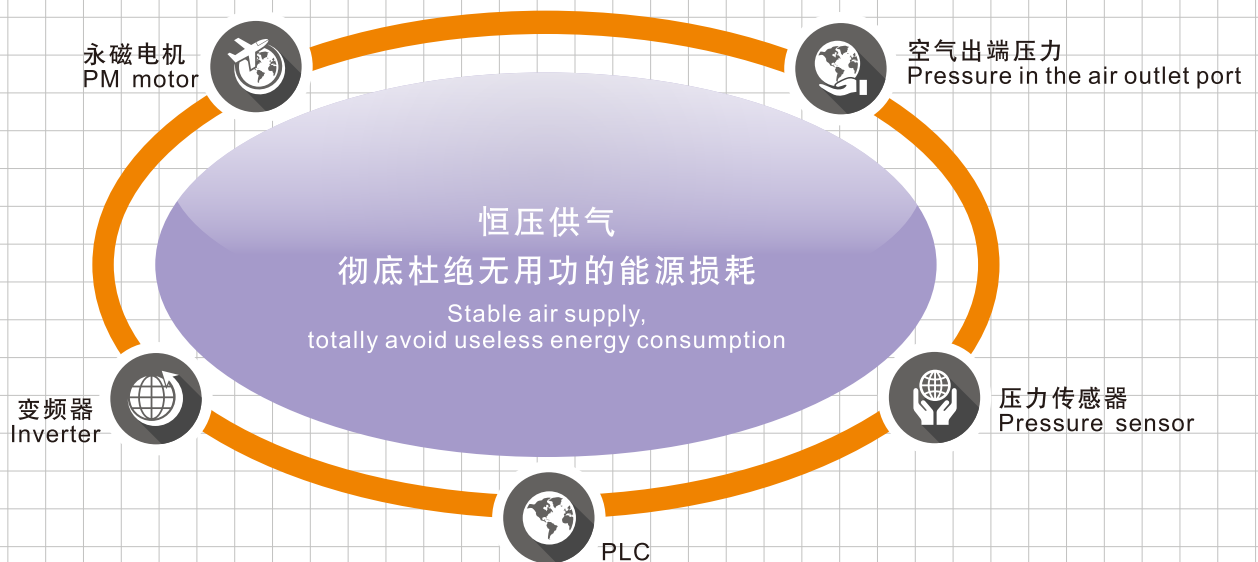 永磁电机
PM motor
空气出端压力
Pressure in the air outlet port
恒压供气
彻底杜绝无用功的能源损耗
Stable air supply,
totally avoid useless energy consumption
变频器
Inverter
压力传感器
Pressure sensor
PLC